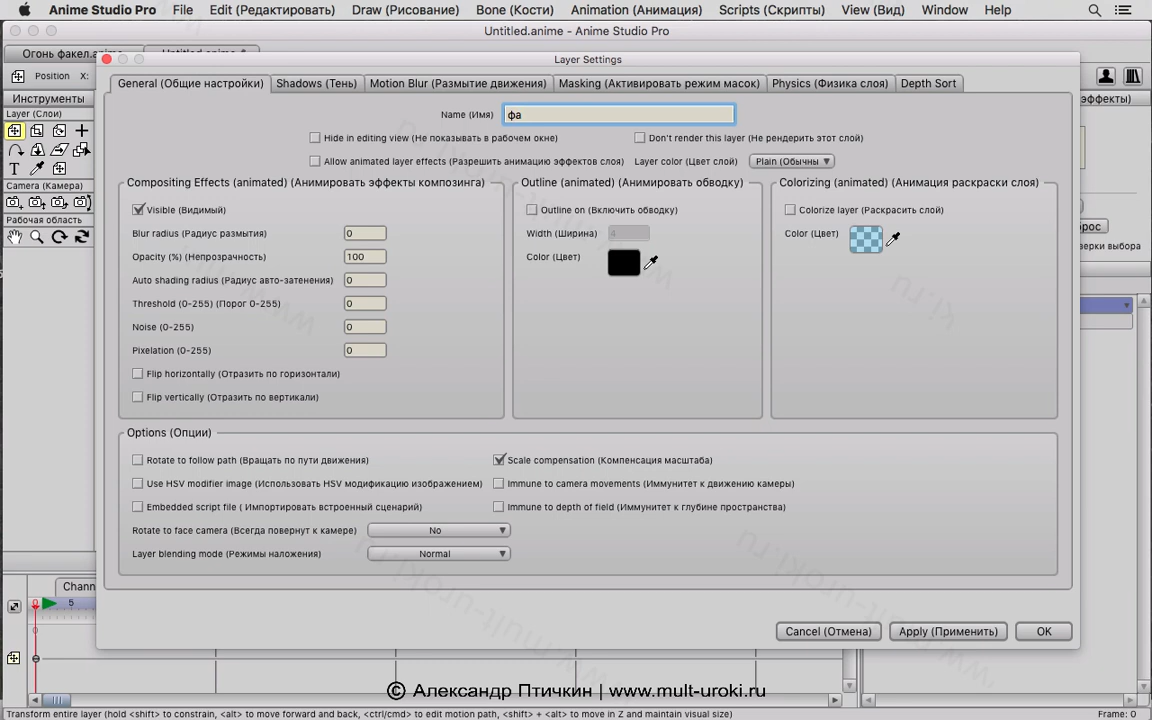 Anime Studio Pro File Edit (Редактировать) Draw (Рисование) Bone (Кости) Animation (Анимация) Scripts (Скрипты) View (Вид) Window Help
Untitled.anime - Anime Studio Pro
Огонь факел.anime
Layer Settings
Position X:
General (Общие настройки) Shadows (Тень) Motion Blur (Размытие движения) Masking (Активировать режим масок) Physics (Физика слоя) Depth Sort
Инструменты
Layer (Слои)
Name (Имя) фа
Hide in editing view (Не показывать в рабочем окне) Don't render this layer (Не рендерить этот слой)
Allow animated layer effects (Разрешить анимацию эффектов слоя) Layer color (Цвет слой) Plain (Обычны
Compositing Effects (animated) (Анимировать эффекты композинга) Outline (animated) (Анимировать обводку) Colorizing (animated) (Анимация раскраски слоя)
Камера
Camera (Камера)
Рабочая область
Visible (Видимый) Outline on (Включить обводку) Colorize layer (Раскрасить слой)
Blur radius (Радиус размытия) 0 Width (Ширина) 4 Color (Цвет)
Opacity (%) (Непрозрачность) 100 Color (Цвет)
Auto shading radius (Радиус авто-затенения) 0
Threshold (0-255) (Порог 0-255) 0
Noise (0-255) 0
Pixelation (0-255) 0
Flip horizontally (Отразить по горизонтали)
Flip vertically (Отразить по вертикали)
Options (Опции)
Rotate to follow path (Вращать по пути движения) Scale compensation (Компенсация масштаба)
Use HSV modifier image (Использовать HSV модификацию изображением) Immune to camera movements (Иммунитет к движению камеры)
Embedded script file ( Импортировать встроенный сценарий) Immune to depth of field (Иммунитет к глубине пространства)
Rotate to face camera (Всегда повернут к камере) No
Layer blending mode (Режимы наложения) Normal
Chann
5
0
Cancel (Отмена) Apply (Применить) OK
© Александр Птичкин | www.mult-uroki.ru
Transform entire layer (hold <shift> to constrain, <alt> to move forward and back, <ctrl/cmd> to edit motion path, <shift> + <alt> to move in Z and maintain visual size) Frame: 0